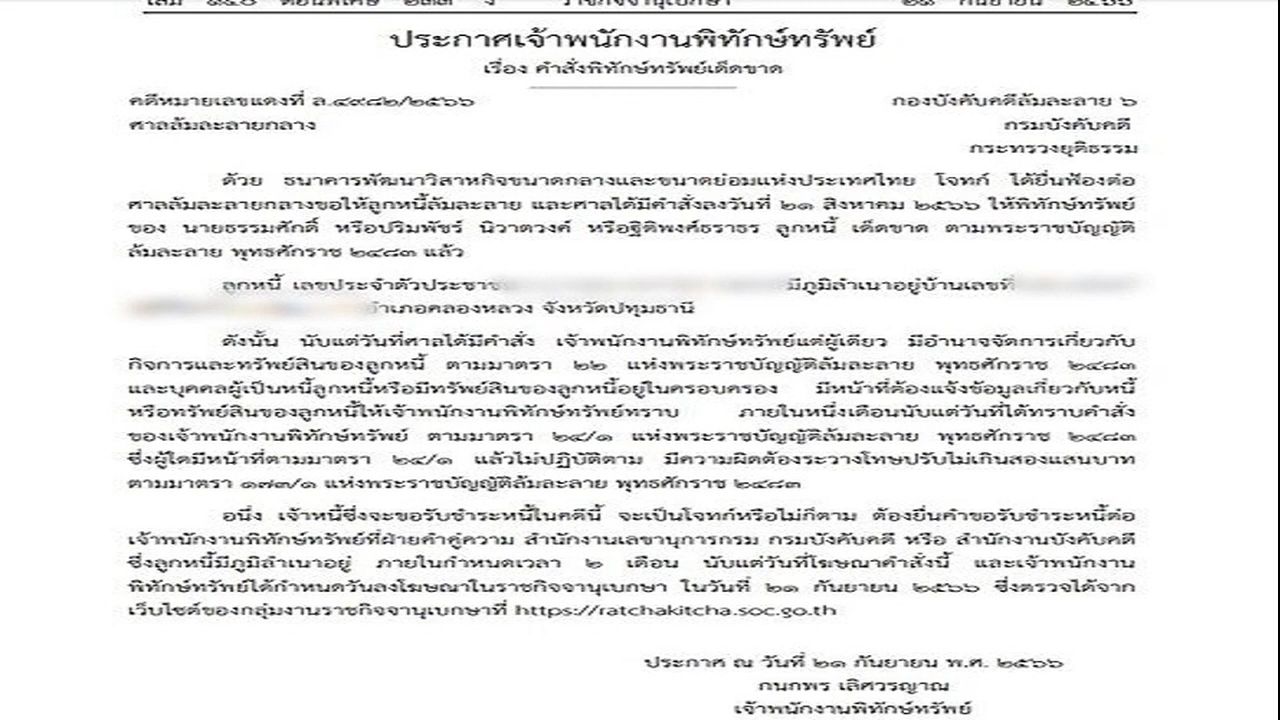 ประกาศเจ้าพนักงานพิทักษ์ทรัพย์
เรื่อง คำสั่งพิทักษ์ทรัพย์เด็ดขาด
คดีหมายเลขแดงที่ ล.๔๙๘๒/๒๕๖๖ กองบังคับคดีล้มละลาย ๖
ศาลล้มละลายกลาง กรมบังคับคดี
กระทรวงยุติธรรม
ด้วย ธนาคารพัฒนาวิสาหกิจขนาดกลางและขนาดย่อมแห่งประเทศไทย โจทก์ ได้ยื่นฟ้องต่อ
ศาลล้มละลายกลางขอให้ลูกหนี้ล้มละลาย และศาลได้มีคำสั่งลงวันที่ ๒๑ สิงหาคม ๒๕๖๖ ให้พิทักษ์ทรัพย์
ของ นายธรรมศักดิ์ หรือปริมพัชร์ นิวาตวงศ์ หรือฐิติพงศ์ธราธร ลูกหนี้ เด็ดขาด ตามพระราชบัญญัติ
ล้มละลาย พุทธศักราช ๒๔๘๓ แล้ว
ลูกหนี้ เลขประจำตัวประชาช มีภูมิลำเนาอยู่บ้านเลขที่
อำเภอคลองหลวง จังหวัดปทุมธานี
ดังนั้น นับแต่วันที่ศาลได้มีคำสั่ง เจ้าพนักงานพิทักษ์ทรัพย์แต่ผู้เดียว มีอำนาจจัดการเกี่ยวกับ
กิจการและทรัพย์สินของลูกหนี้ ตามมาตรา ๒๒ แห่งพระราชบัญญัติล้มละลาย พุทธศักราช ๒๔๘๓
และบุคคลผู้เป็นหนี้ลูกหนี้หรือมีทรัพย์สินของลูกหนี้อยู่ในครอบครอง มีหน้าที่ต้องแจ้งข้อมูลเกี่ยวกับหนี้
หรือทรัพย์สินของลูกหนี้ให้เจ้าพนักงานพิทักษ์ทรัพย์ทราบ ภายในหนึ่งเดือนนับแต่วันที่ได้ทราบคำสั่ง
ของเจ้าพนักงานพิทักษ์ทรัพย์ ตามมาตรา ๒๔/๑ แห่งพระราชบัญญัติล้มละลาย พุทธศักราช ๒๔๘๓
ซึ่งผู้ใดมีหน้าที่ตามมาตรา ๒๔/๑ แล้วไม่ปฏิบัติตาม มีความผิดต้องระวางโทษปรับไม่เกินสองแสนบาท
ตามมาตรา ๑๗๓/๑ แห่งพระราชบัญญัติล้มละลาย พุทธศักราช ๒๔๘๓
อนึ่ง เจ้าหนี้ซึ่งจะขอรับชำระหนี้ในคดีนี้ จะเป็นโจทก์หรือไม่ก็ตาม ต้องยื่นคำขอรับชำระหนี้ต่อ
เจ้าพนักงานพิทักษ์ทรัพย์ที่ฝ่ายคำคู่ความ สำนักงานเลขานุการกรม กรมบังคับคดี หรือ สำนักงานบังคับคดี
ซึ่งลูกหนี้มีภูมิลำเนาอยู่ ภายในกำหนดเวลา ๒ เดือน นับแต่วันที่โฆษณาคำสั่งนี้ และเจ้าพนักงาน
พิทักษ์ทรัพย์ได้กำหนดวันลงโฆษณาในราชกิจจานุเบกษา ในวันที่ ๒๑ กันยายน ๒๕๖๖ ซึ่งตรวจได้จาก
เว็บไซต์ของกลุ่มงานราชกิจจานุเบกษาที่ https://ratchakitcha.soc.go.th
ประกาศ ณ วันที่ ๒๑ กันยายน พ.ศ. ๒๕๖๖
กนกพร เลิศวรญาณ
เจ้าพนักงานพิทักษ์ทรัพย์